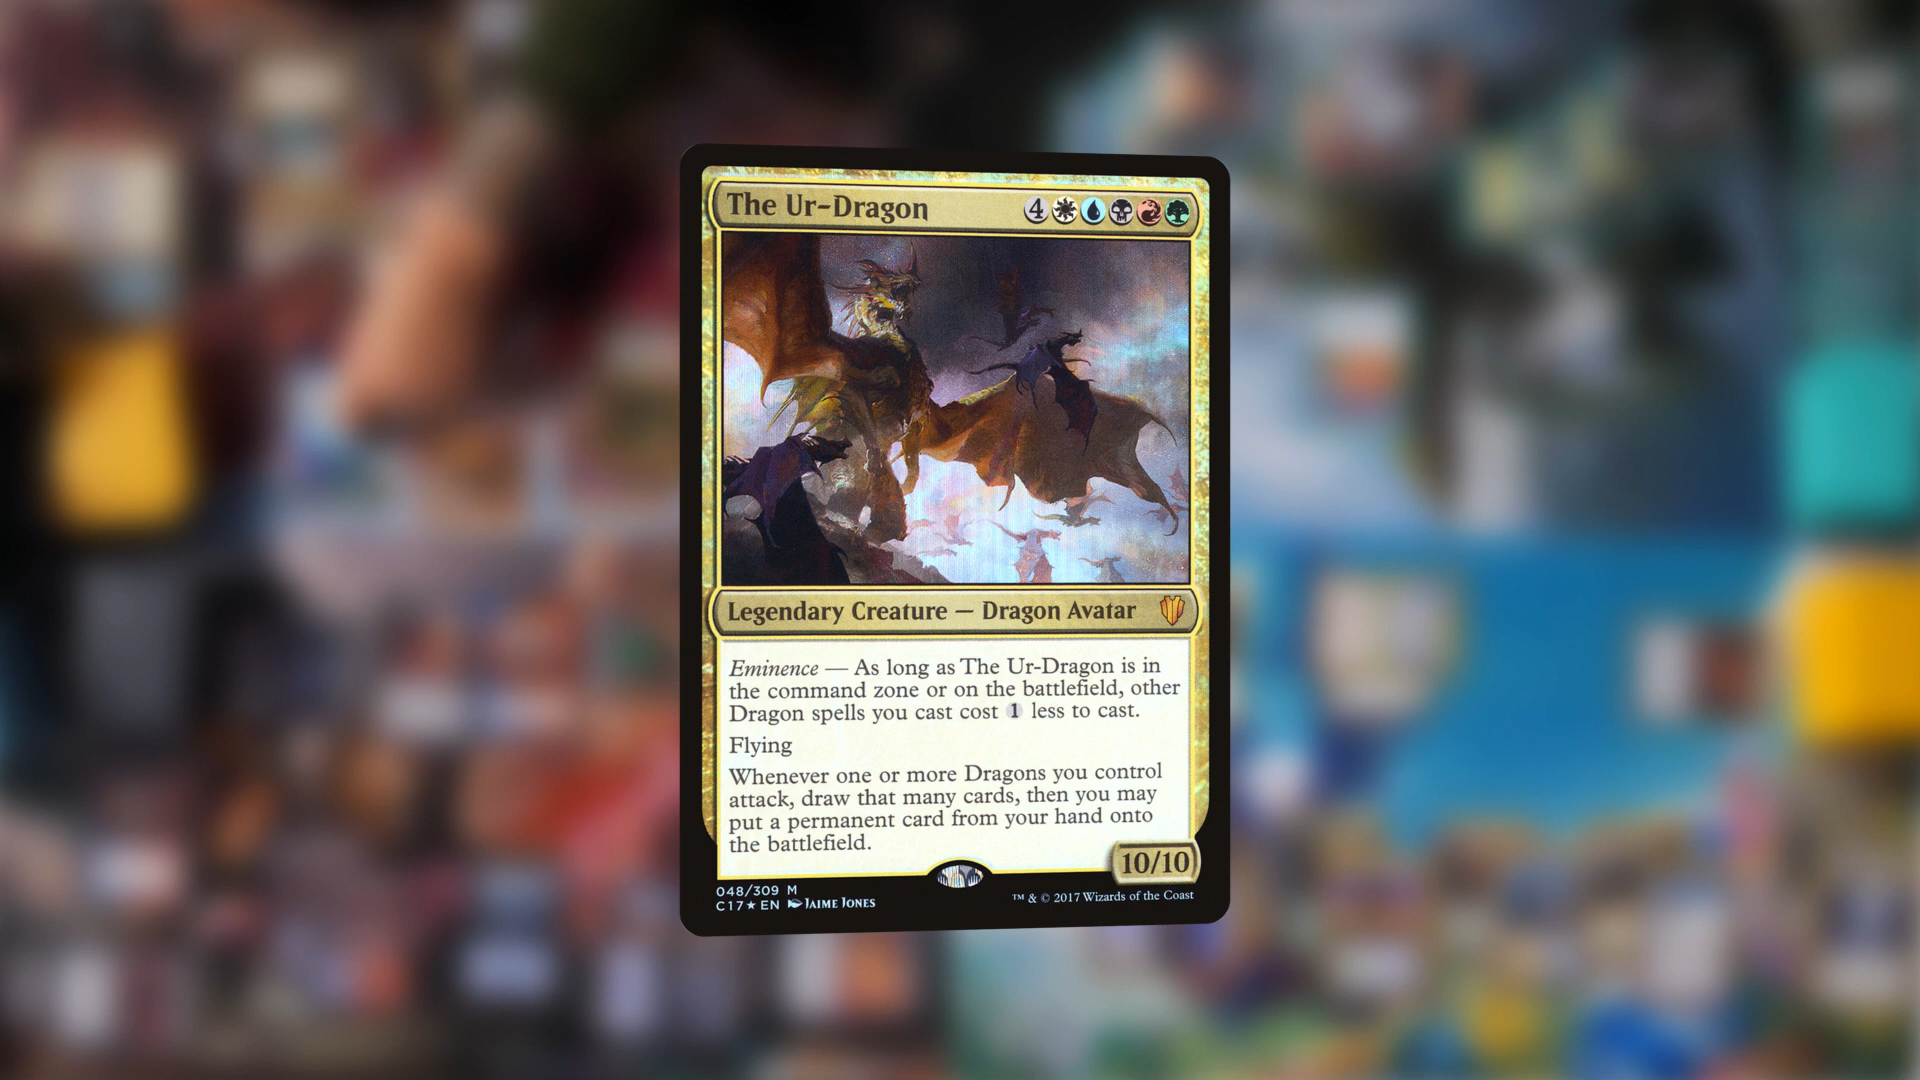 The Ur-Dragon 4
Legendary Creature — Dragon Avatar
Eminence — As long as The Ur-Dragon is in
the command zone or on the battlefield, other
Dragon spells you cast cost 1 less to cast.
Flying
Whenever one or more Dragons you control
attack, draw that many cards, then you may
put a permanent card from your hand onto
the battlefield.
10/10
048/309 M
C17★EN JAIME JONES
™ & © 2017 Wizards of the Coast